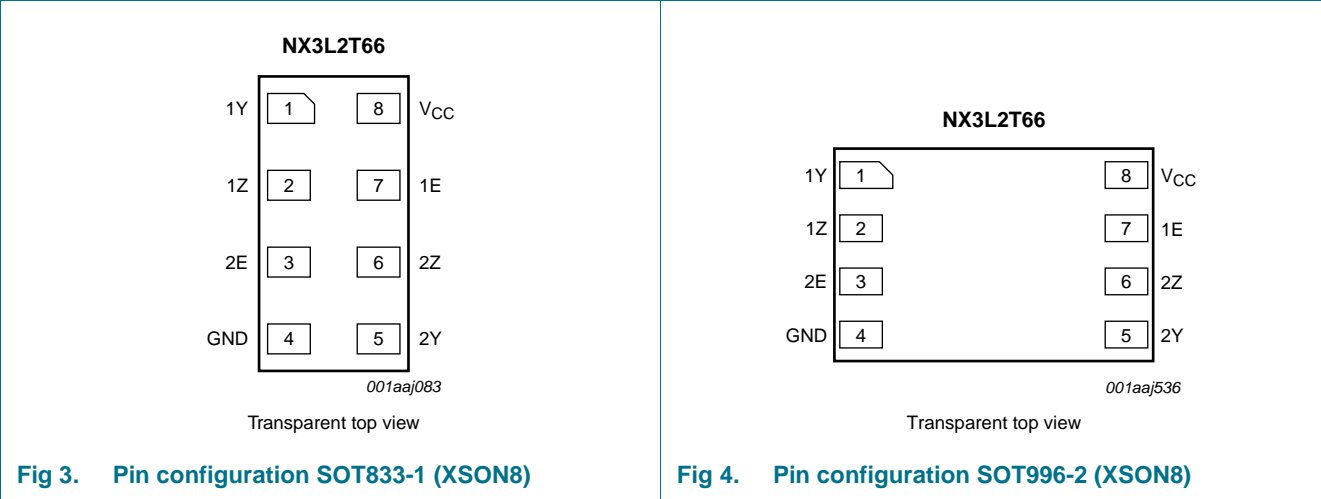 NX3L2T66
1Y 1 8 VCC
1Z 2 7 1E
2E 3 6 2Z
GND 4 5 2Y
001aaj083
Transparent top view
Fig 3. Pin configuration SOT833-1 (XSON8)
NX3L2T66
1Y 1 8 VCC
1Z 2 7 1E
2E 3 6 2Z
GND 4 5 2Y
001aaj536
Transparent top view
Fig 4. Pin configuration SOT996-2 (XSON8)